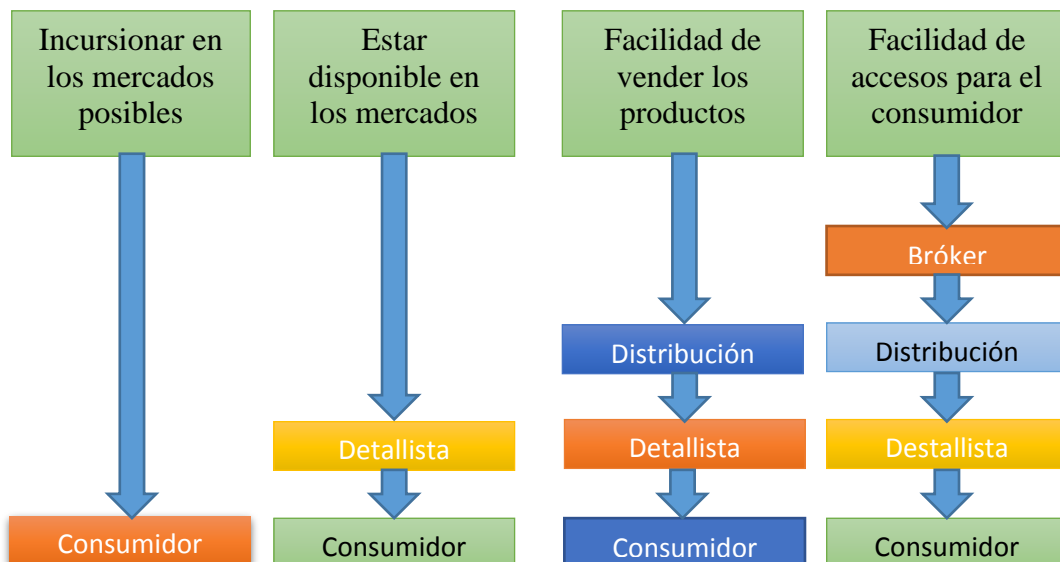 Incursionar en
los mercados
posibles
Estar
disponible en
los mercados
Facilidad de
vender los
productos
Facilidad de
accesos para el
consumidor
Bróker
Distribución
Distribución
Detallista
Detallista
Destallista
Consumidor
Consumidor
Consumidor
Consumidor